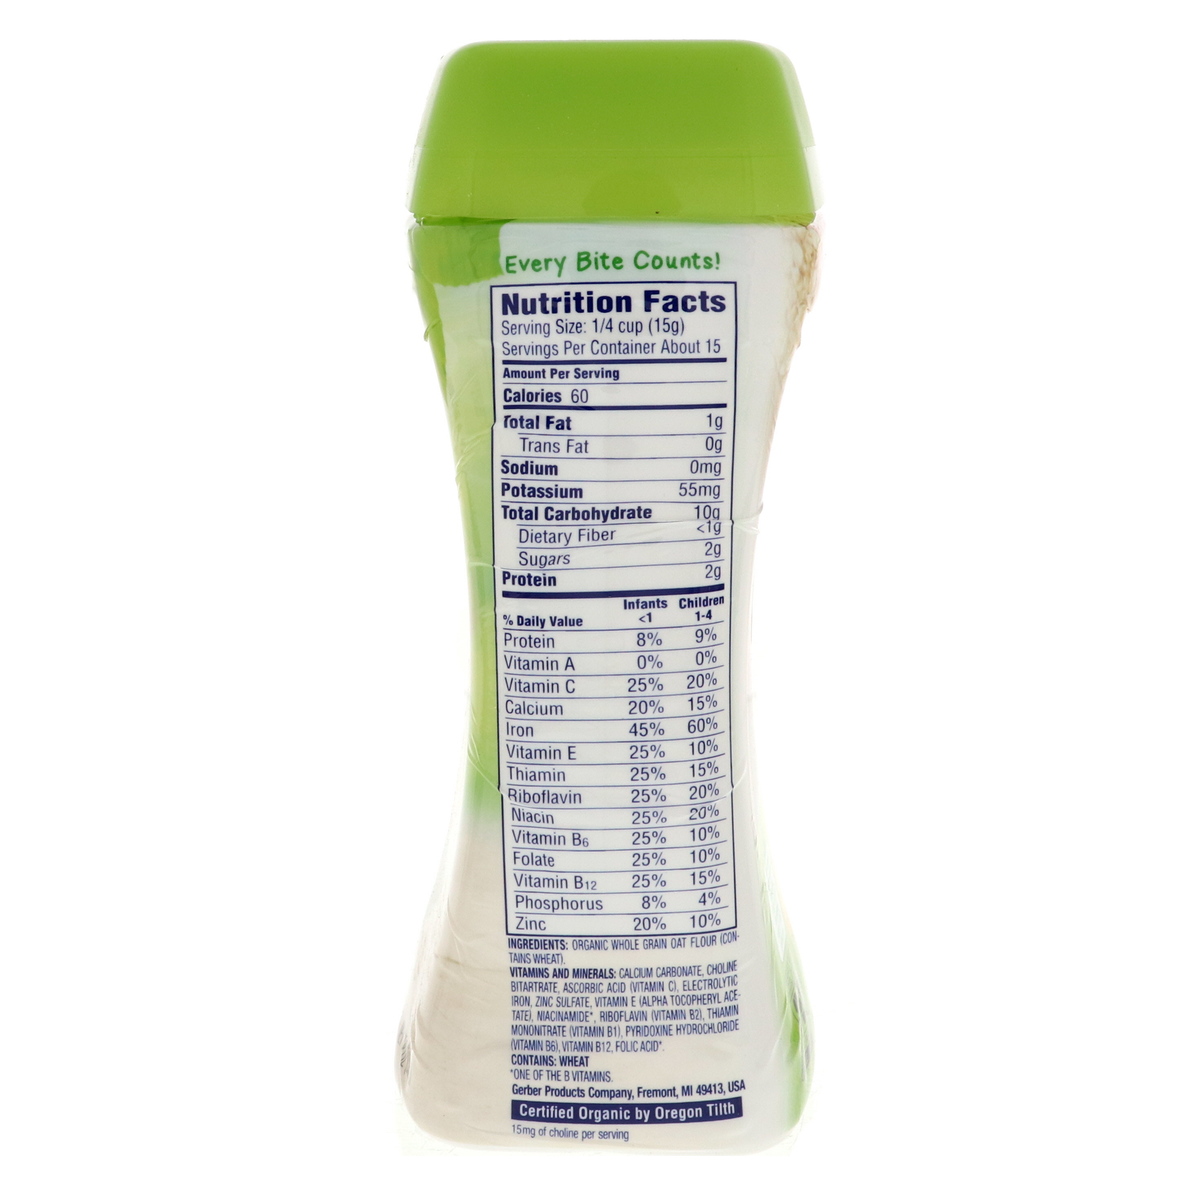 Every Bite Counts!
Nutrition Facts
Serving Size: 1/4 cup (15g)
Servings Per Container About 15
Amount Per Serving
Calories 60
Total Fat 1g
Trans Fat 0g
Sodium 0mg
Potassium 55mg
Total Carbohydrate 10g
Dietary Fiber <1g
Sugars 2g
Protein 2g
Infants Children
% Daily Value <1 1-4
Protein 8% 9%
Vitamin A 0% 0%
Vitamin C 25% 20%
Calcium 20% 15%
Iron 45% 60%
Vitamin E 25% 10%
Thiamin 25% 15%
Riboflavin 25% 20%
Niacin 25% 20%
Vitamin B6 25% 10%
Folate 25% 10%
Vitamin B12 25% 15%
Phosphorus 8% 4%
Zinc 20% 10%
INGREDIENTS: ORGANIC WHOLE GRAIN OAT FLOUR (CON-
TAINS WHEAT).
VITAMINS AND MINERALS: CALCIUM CARBONATE, CHOLINE
BITARTRATE, ASCORBIC ACID (VITAMIN C), ELECTROLYTIC
IRON, ZINC SULFATE, VITAMIN E (ALPHA TOCOPHERYL ACE-
TATE), NIACINAMIDE*, RIBOFLAVIN (VITAMIN B2), THIAMIN
MONONITRATE (VITAMIN B1), PYRIDOXINE HYDROCHLORIDE
(VITAMIN B6), VITAMIN B12, FOLIC ACID*.
CONTAINS: WHEAT
*ONE OF THE B VITAMINS.
Gerber Products Company, Fremont, MI 49413, USA
Certified Organic by Oregon Tilth
15mg of choline per serving